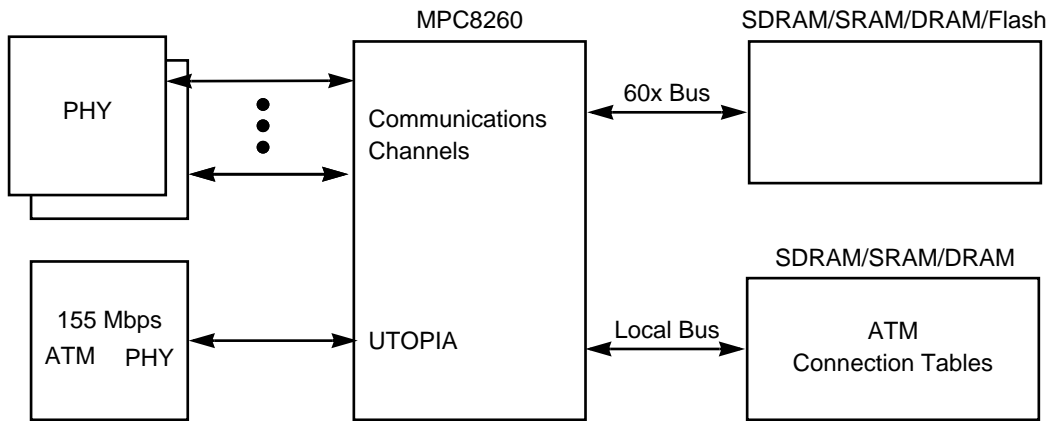 MPC8260
SDRAM/SRAM/DRAM/Flash
PHY
60x Bus
Communications
Channels
SDRAM/SRAM/DRAM
155 Mbps
ATM PHY
UTOPIA
Local Bus
ATM
Connection Tables